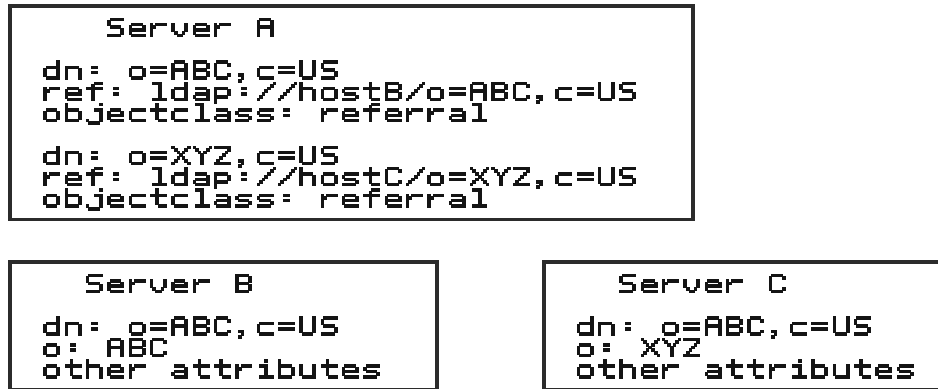 Server A
dn: o=ABC,c=US
ref: ldap://hostB/o=ABC,c=US
objectclass: referral
dn: o=XYZ,c=US
ref: ldap://hostC/o=XYZ,c=US
objectclass: referral
Server B
dn: o=ABC,c=US
o: ABC
other attributes
Server C
dn: o=ABC,c=US
o: XYZ
other attributes